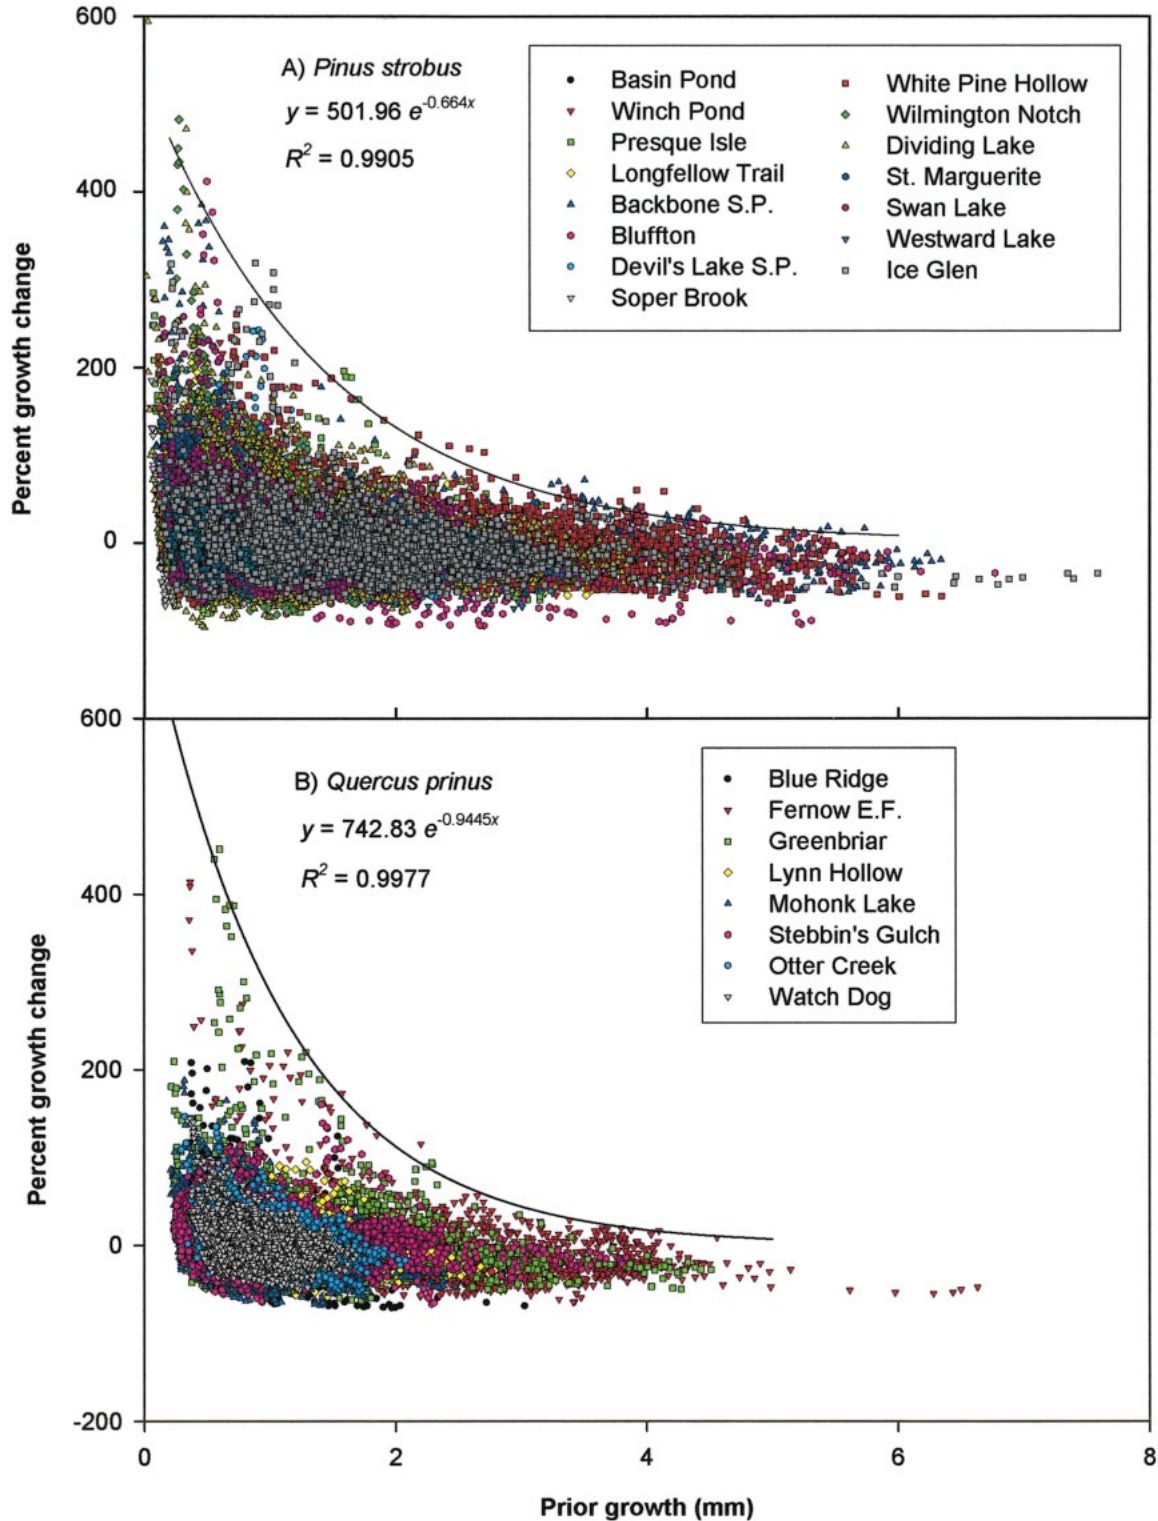 600
400
200
0
Percent growth change
A) Pinus strobus
y = 501.96 e^-0.664x
R² = 0.9905
Basin Pond
Winch Pond
Presque Isle
Longfellow Trail
Backbone S.P.
Bluffton
Devil's Lake S.P.
Soper Brook
White Pine Hollow
Wilmington Notch
Dividing Lake
St. Marguerite
Swan Lake
Westward Lake
Ice Glen
600
400
200
0
-200
Percent growth change
B) Quercus prinus
y = 742.83 e^-0.9445x
R² = 0.9977
Blue Ridge
Fernow E.F.
Greenbriar
Lynn Hollow
Mohonk Lake
Stebbin's Gulch
Otter Creek
Watch Dog
0 2 4 6 8
Prior growth (mm)